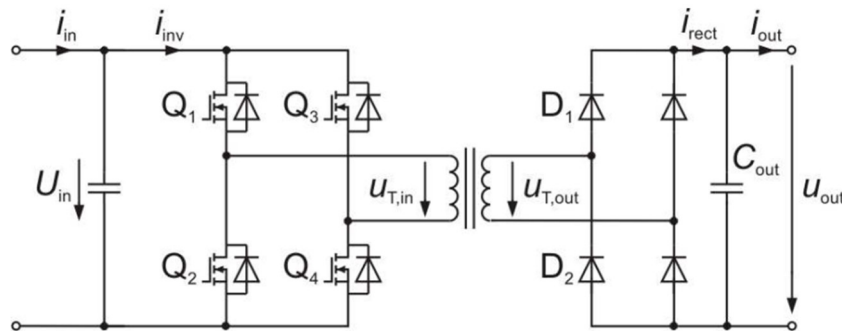 i_in i_inv i_rect i_out
Q_1 Q_3 D_1
U_in u_T,in u_T,out C_out u_out
Q_2 Q_4 D_2